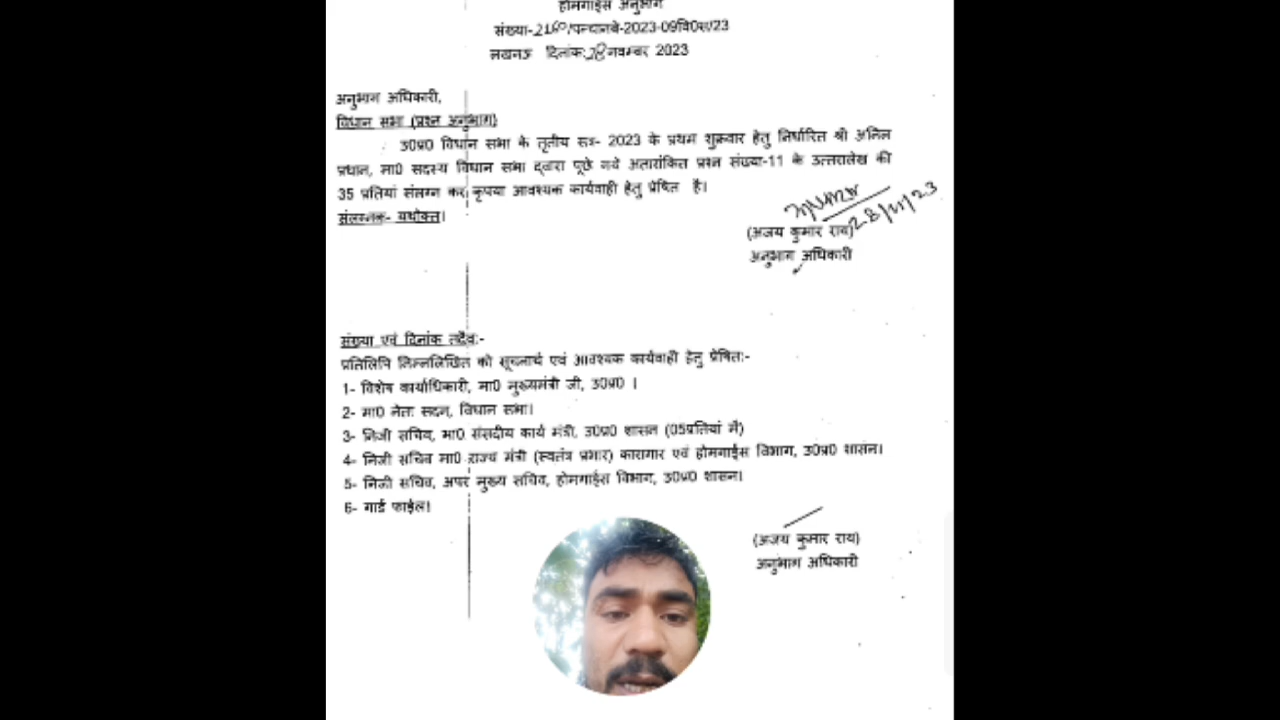 होमगार्ड्स अनुभाग
संख्या-2180/पन्चानबे-2023-09वि0स/23
लखनऊ दिनांक:28नवम्बर 2023
अनुभाग अधिकारी,
विधान सभा (प्रश्न अनुभाग)
उ0प्र0 विधान सभा के तृतीय सत्र- 2023 के प्रथम शुक्रवार हेतु निर्धारित श्री अनिल
प्रधान, मा0 सदस्य विधान सभा द्वारा पूछे गये अतारांकित प्रश्न संख्या-11 के उत्तरालेख की
35 प्रतियां संलग्न कर कृपया आवश्यक कार्यवाही हेतु प्रेषित है।
संलग्नक- यथोक्त।
28/11/23
(अजय कुमार राय)
अनुभाग अधिकारी
संख्या एवं दिनांक तदैव:-
प्रतिलिपि निम्नलिखित को सूचनार्थ एवं आवश्यक कार्यवाही हेतु प्रेषित:-
1- विशेष कार्याधिकारी, मा0 मुख्यमंत्री जी, उ0प्र0 ।
2- मा0 नेता सदन, विधान सभा।
3- निजी सचिव, मा0 संसदीय कार्य मंत्री, उ0प्र0 शासन (05प्रतियां में)
4- निजी सचिव मा0 राज्य मंत्री (स्वतंत्र प्रभार) कारागार एवं होमगार्ड्स विभाग, उ0प्र0 शासन।
5- निजी सचिव, अपर मुख्य सचिव, होमगार्ड्स विभाग, उ0प्र0 शासन।
6- गार्ड फाईल।
(अजय कुमार राय)
अनुभाग अधिकारी